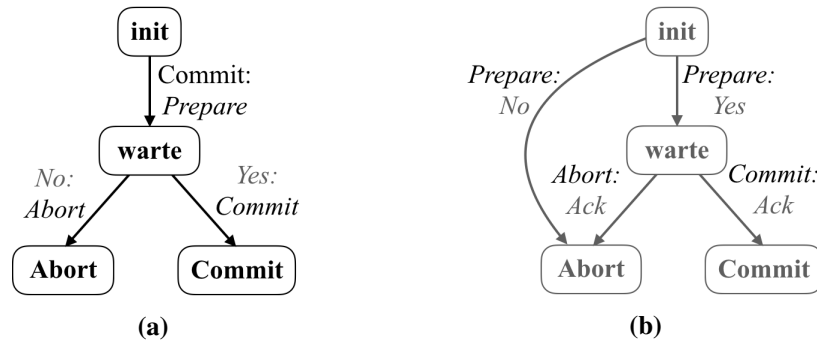 init
Commit:
Prepare
warte
No:
Abort
Yes:
Commit
Abort
Commit
(a)
init
Prepare:
No
Prepare:
Yes
warte
Abort:
Ack
Commit:
Ack
Abort
Commit
(b)